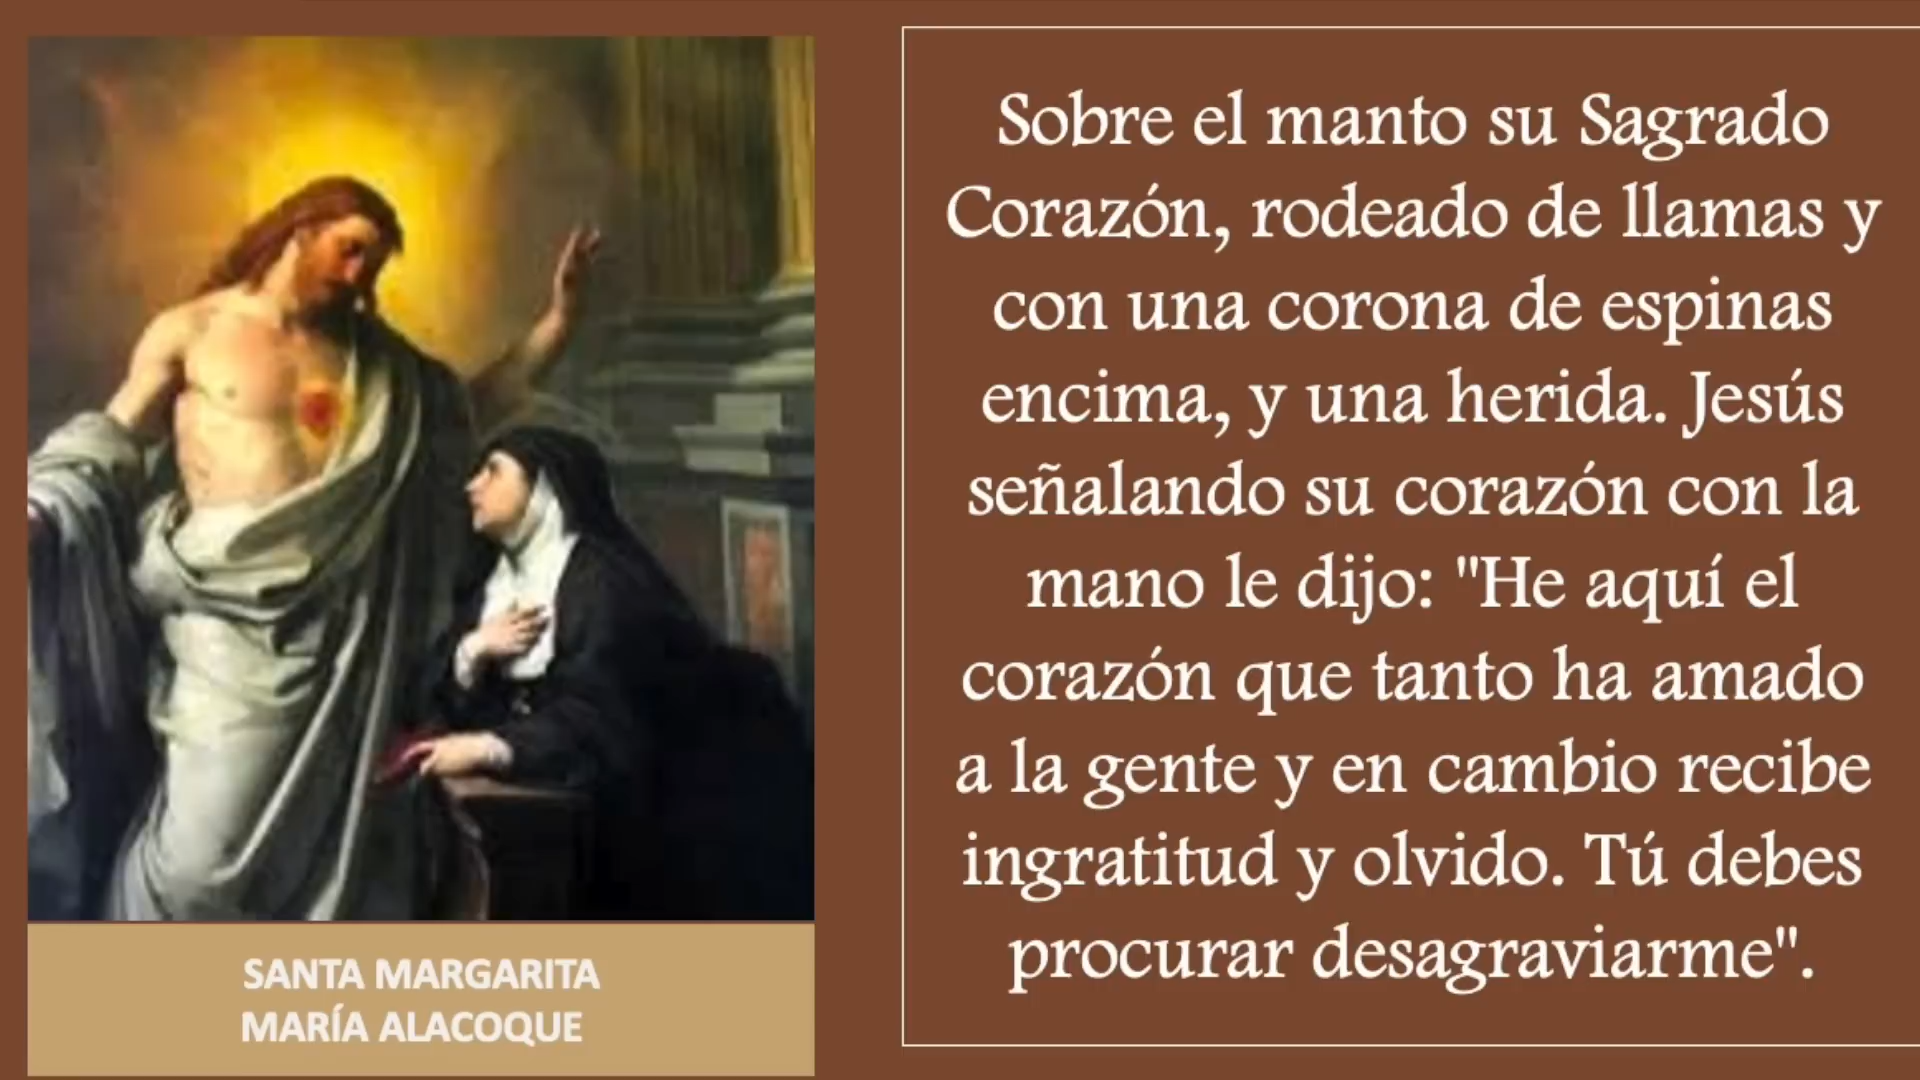 Sobre el manto su Sagrado
Corazón, rodeado de llamas y
con una corona de espinas
encima, y una herida. Jesús
señalando su corazón con la
mano le dijo: "He aquí el
corazón que tanto ha amado
a la gente y en cambio recibe
ingratitud y olvido. Tú debes
procurar desagraviarme".
SANTA MARGARITA
MARÍA ALACOQUE